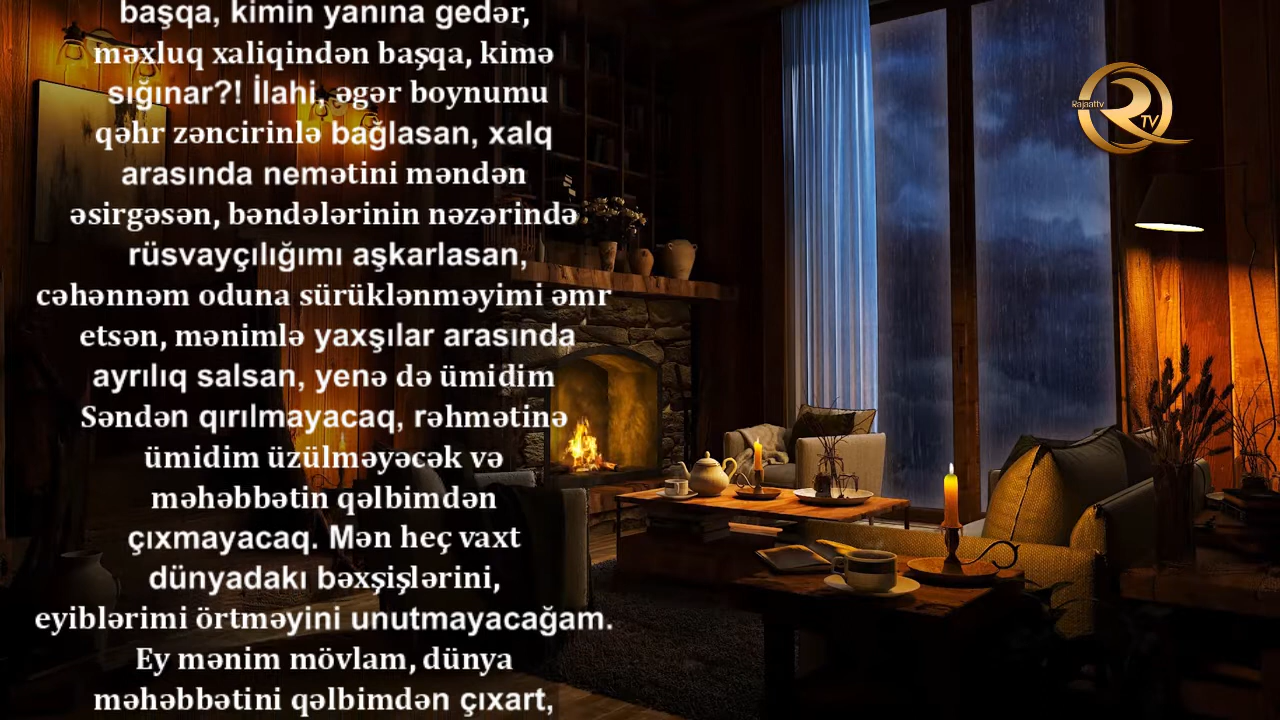 başqa, kimin yanına gedər,
məxluq xaliqindən başqa, kimə
sığınar?! İlahi, əgər boynumu
qəhr zəncirinlə bağlasan, xalq
arasında nemətini məndən
əsirgəsən, bəndələrinin nəzərində
rüsvayçılığımı aşkarlasan,
cəhənnəm oduna sürüklənməyimi əmr
etsən, mənimlə yaxşılar arasında
ayrılıq salsan, yenə də ümidim
Səndən qırılmayacaq, rəhmətinə
ümidim üzülməyəcək və
məhəbbətin qəlbimdən
çıxmayacaq. Mən heç vaxt
dünyadakı bəxşişlərini,
eyiblərimi örtməyini unutmayacağam.
Ey mənim mövlam, dünya
məhəbbətini qəlbimdən çıxart,
Rajaattv
R TV